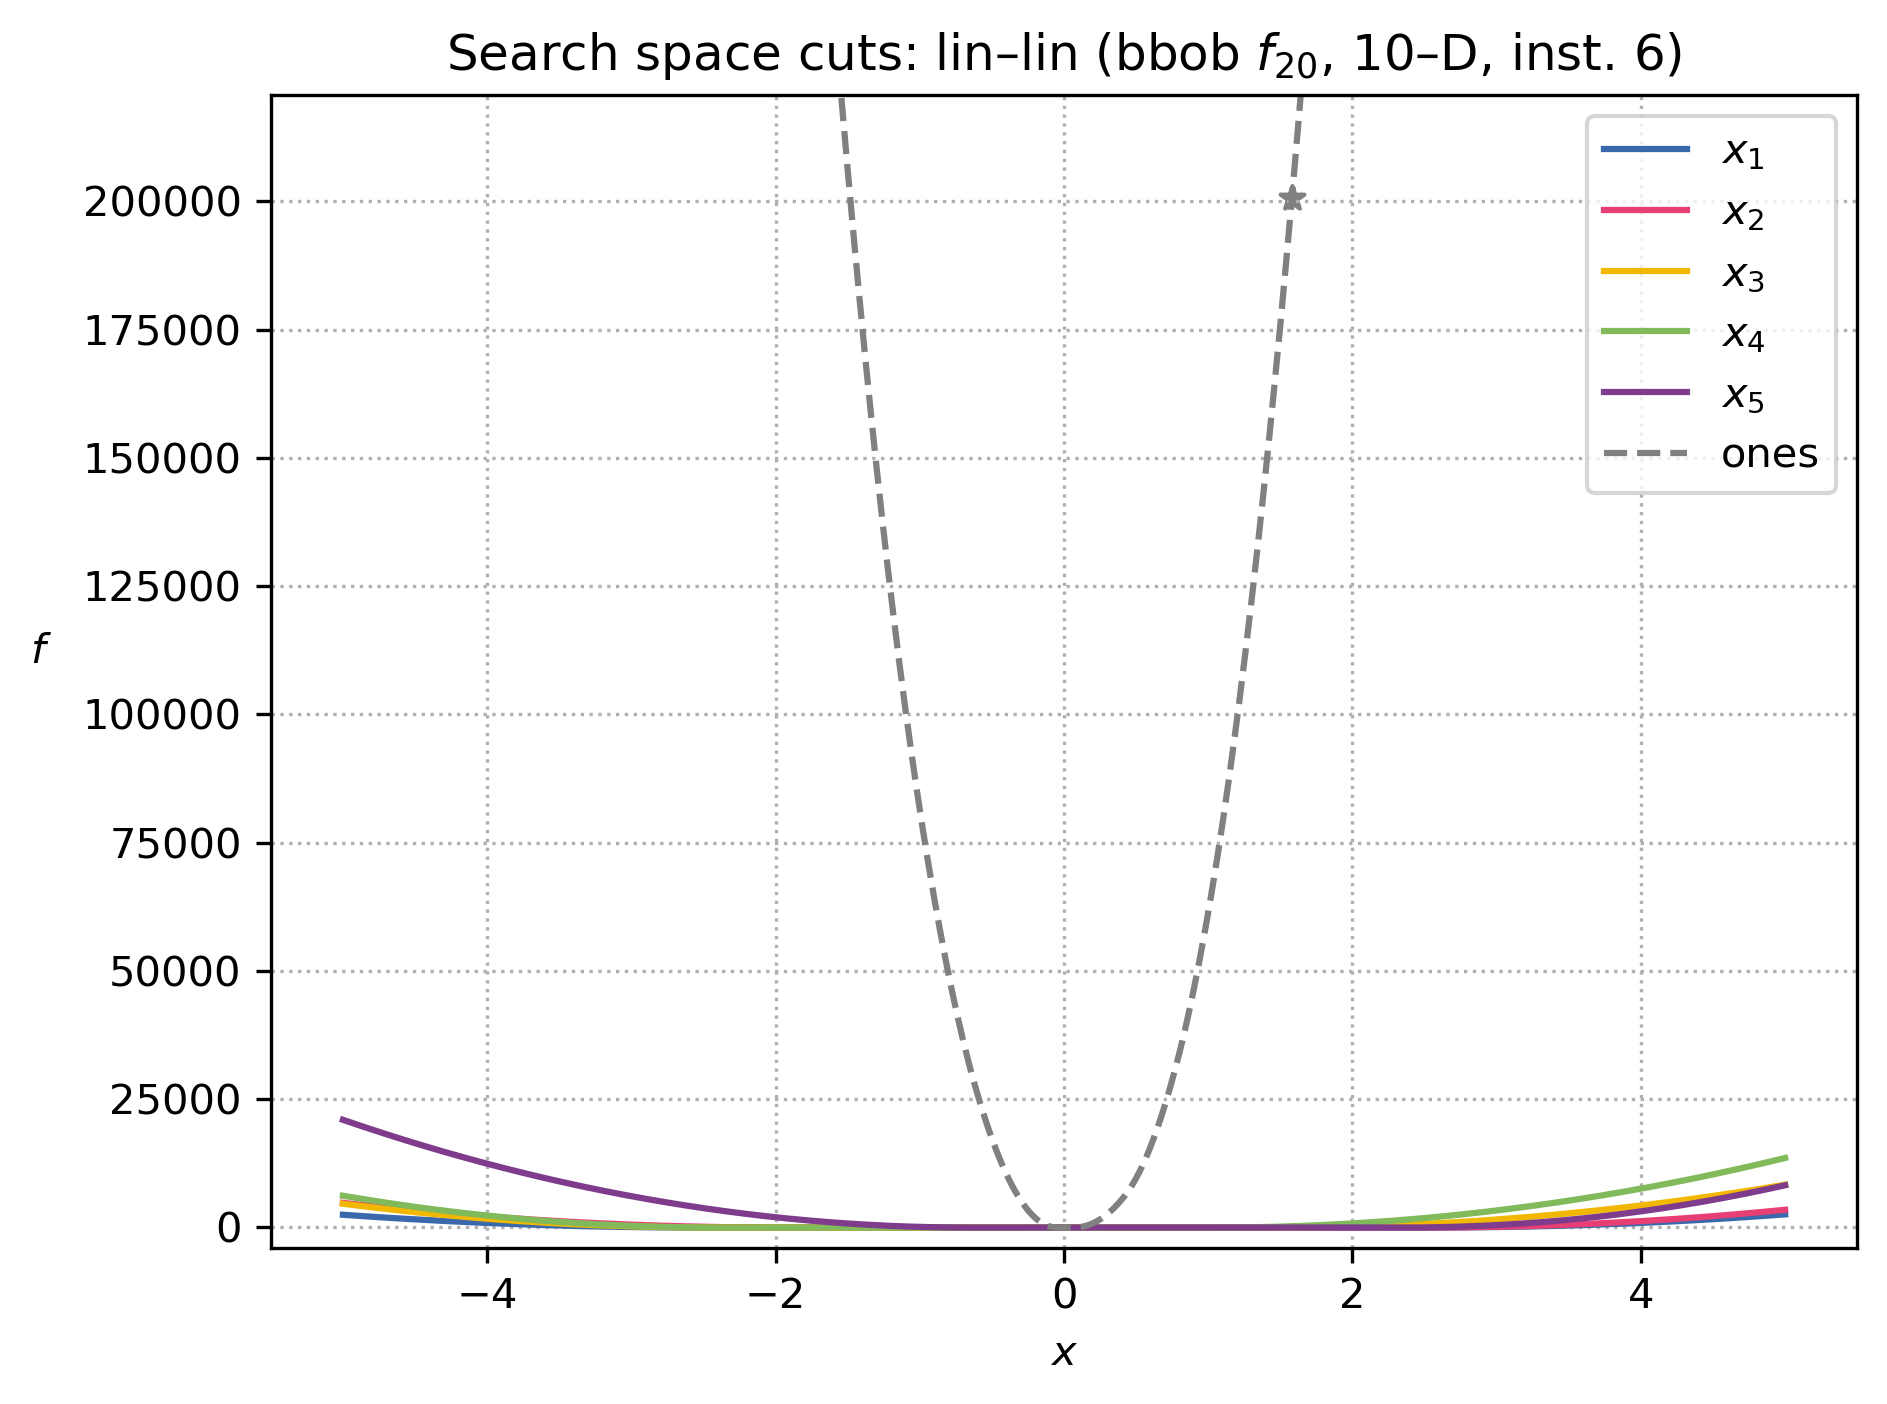 Search space cuts: lin–lin (bbob f₂₀, 10–D, inst. 6)
x₁
x₂
x₃
x₄
x₅
ones
200000
175000
150000
125000
100000
75000
50000
25000
0
f
−4 −2 0 2 4
x